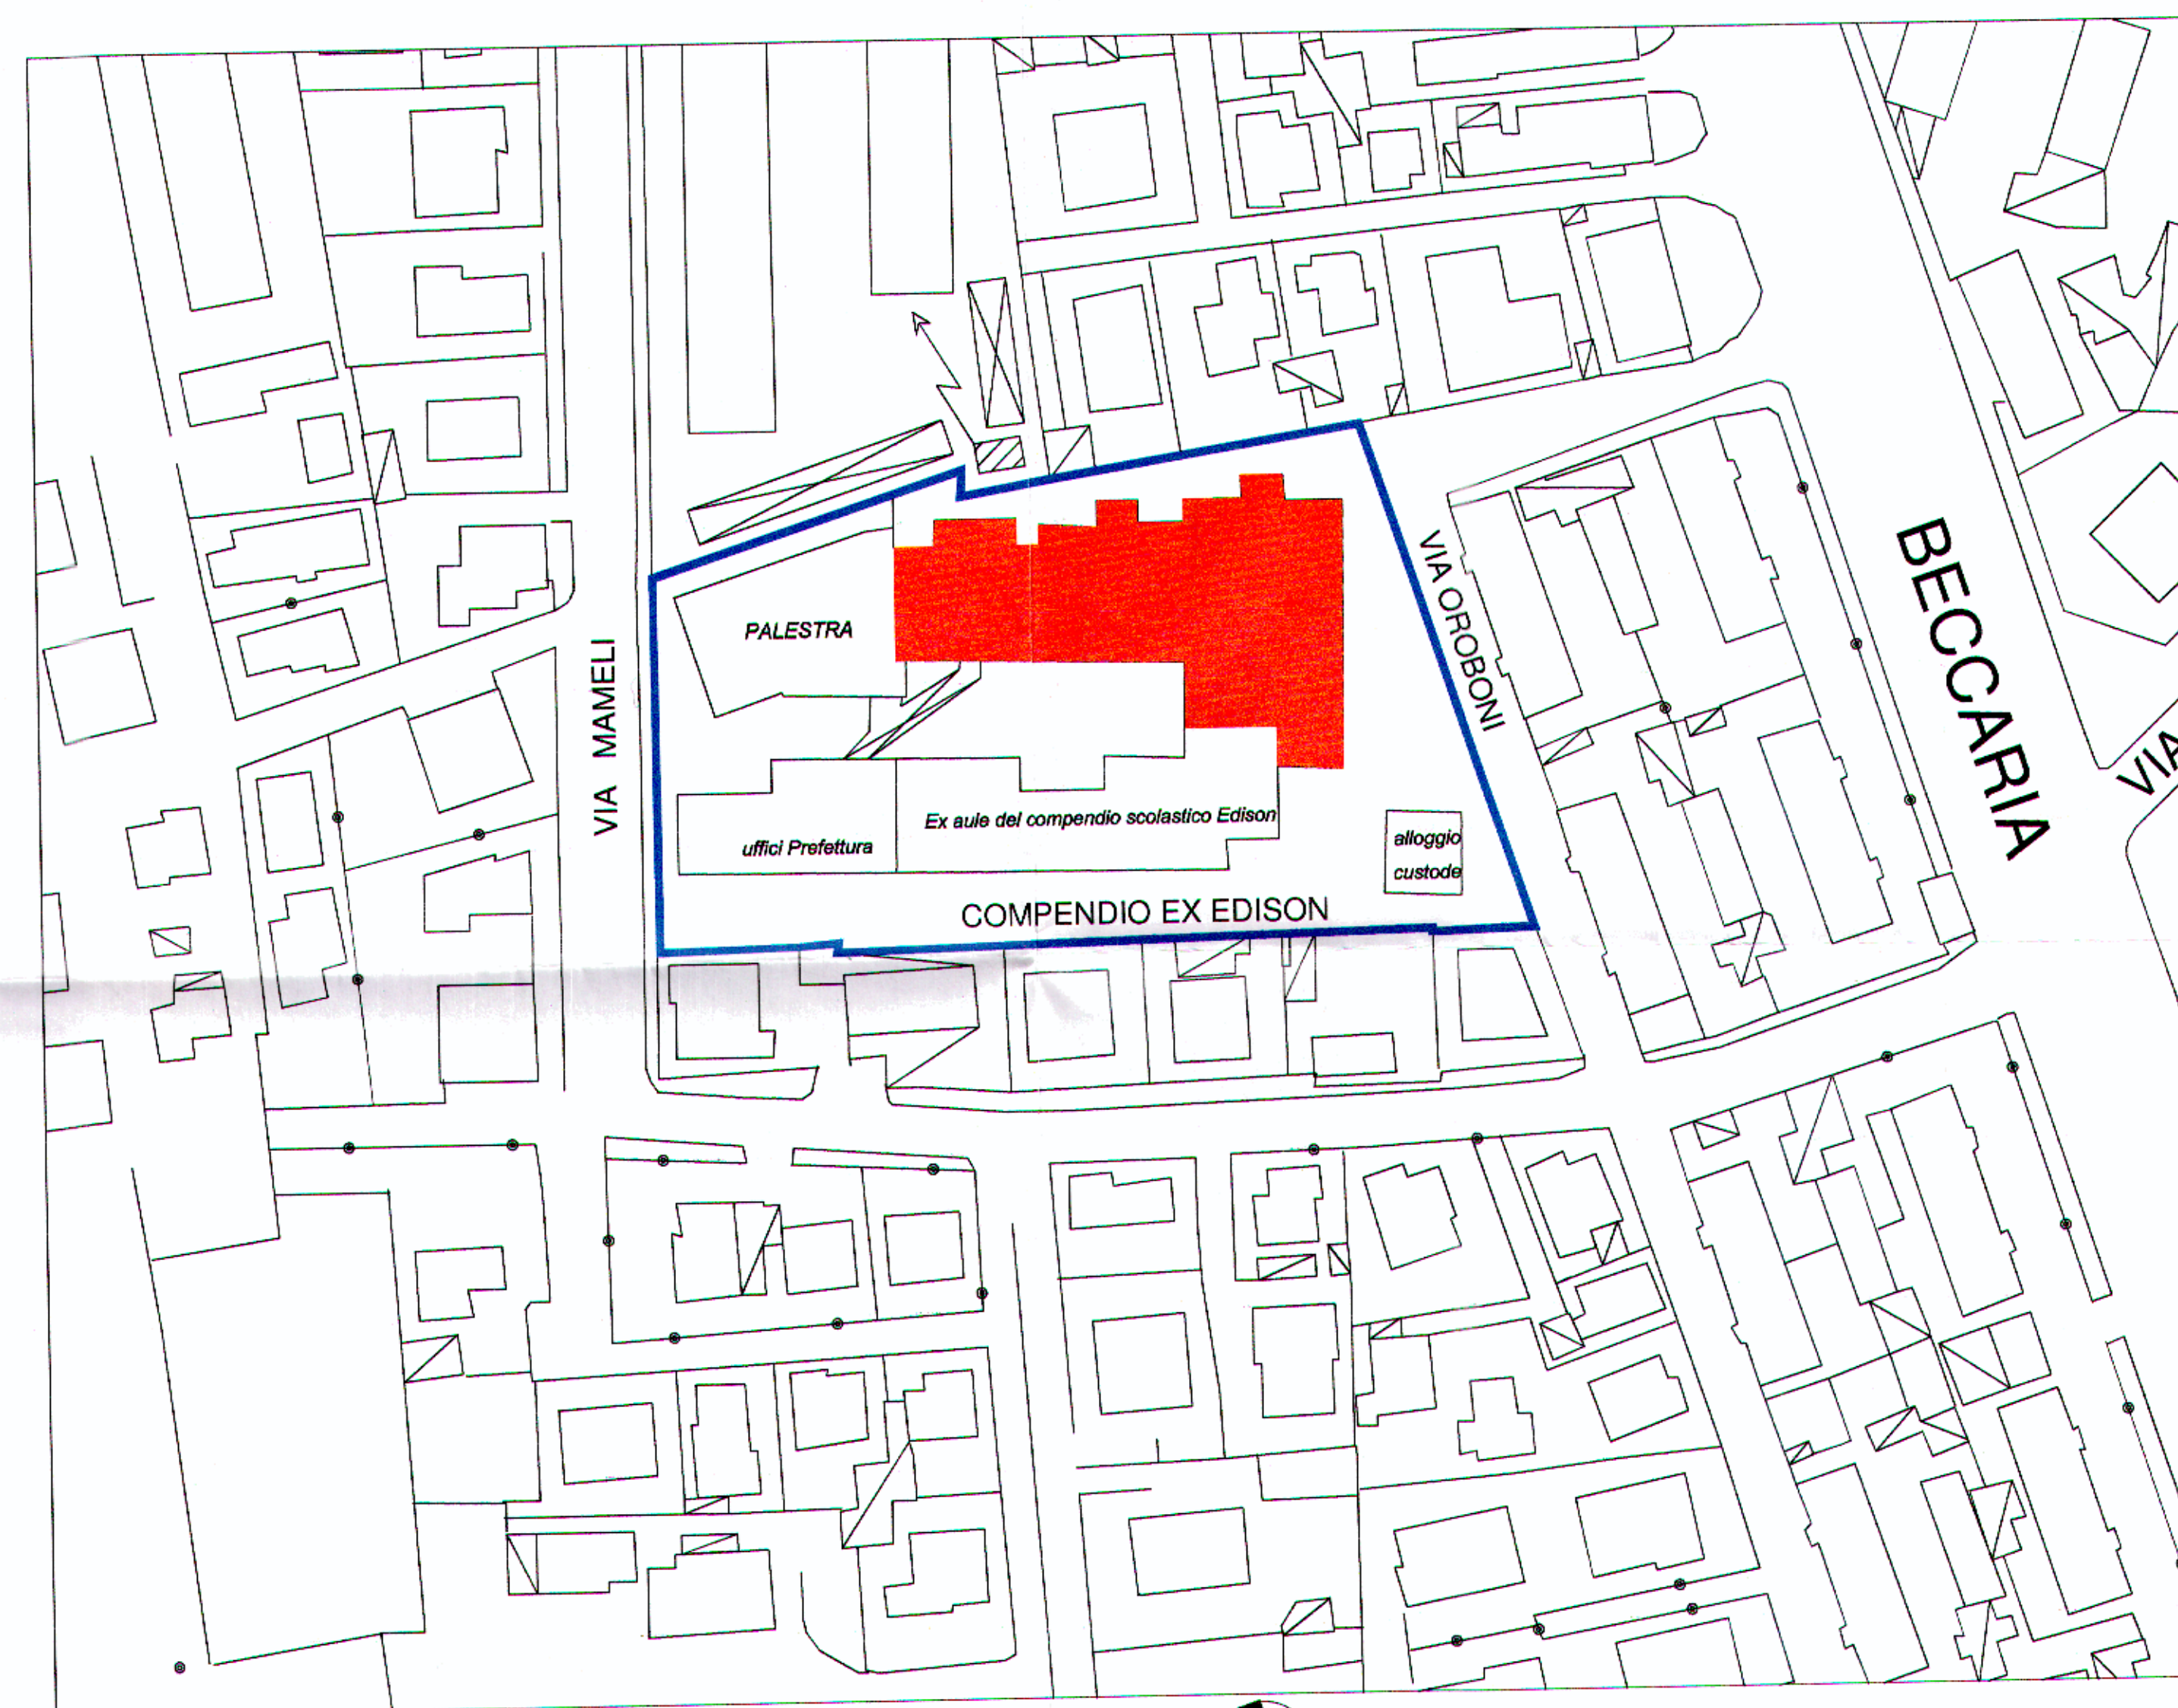 VIA MAMELI
PALESTRA
VIA OROBONI
BECCARIA
VIA
Ex aule del compendio scolastico Edison
uffici Prefettura
alloggio
custode
COMPENDIO EX EDISON